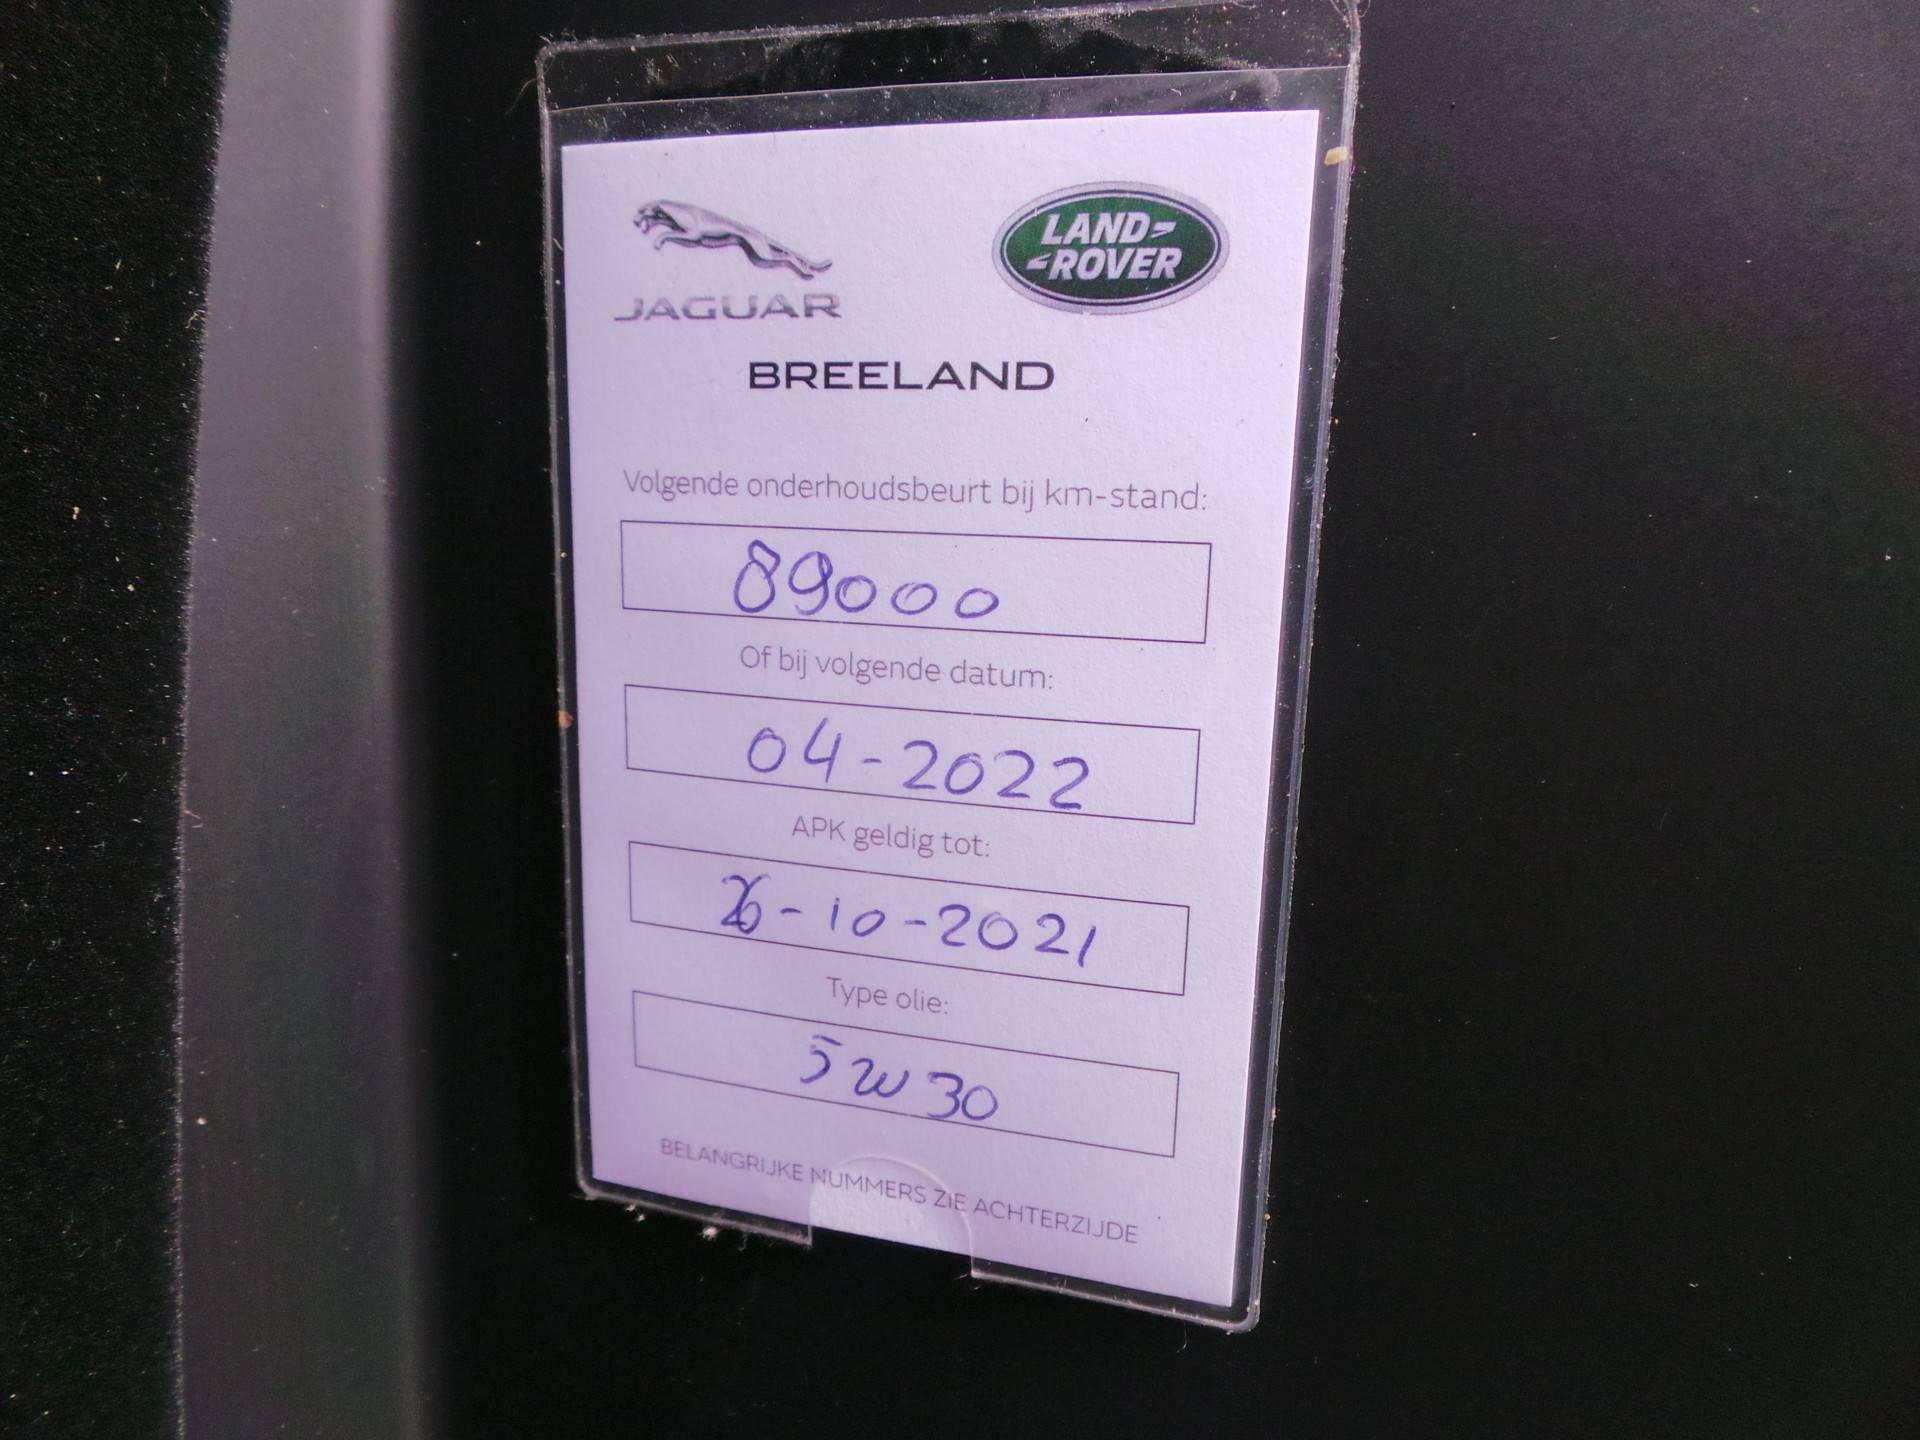 JAGUAR
LAND-
-ROVER
BREELAND
Volgende onderhoudsbeurt bij km-stand:
89000
Of bij volgende datum:
04-2022
APK geldig tot:
26-10-2021
Type olie:
5W30
BELANGRIJKE NUMMERS ZIE ACHTERZIJDE